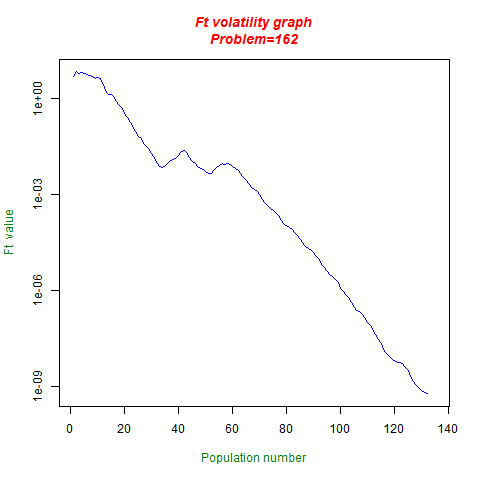 Ft volatility graph
Problem=162
1e+00
1e-03
1e-06
1e-09
Ft value
0 20 40 60 80 100 120 140
Population number